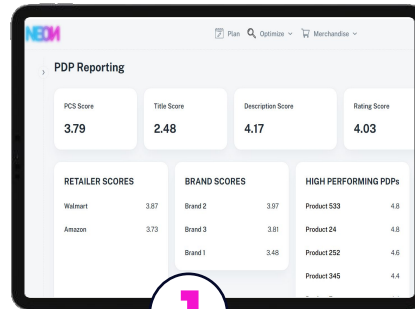 NEON
Plan Optimize Merchandise
PDP Reporting
PCS Score
3.79
Title Score
2.48
Description Score
4.17
Rating Score
4.03
RETAILER SCORES
Walmart 3.87
Amazon 3.73
BRAND SCORES
Brand 2 3.97
Brand 3 3.81
Brand 1 3.48
HIGH PERFORMING PDPs
Product 533 4.8
Product 24 4.8
Product 252 4.6
Product 345 4.4